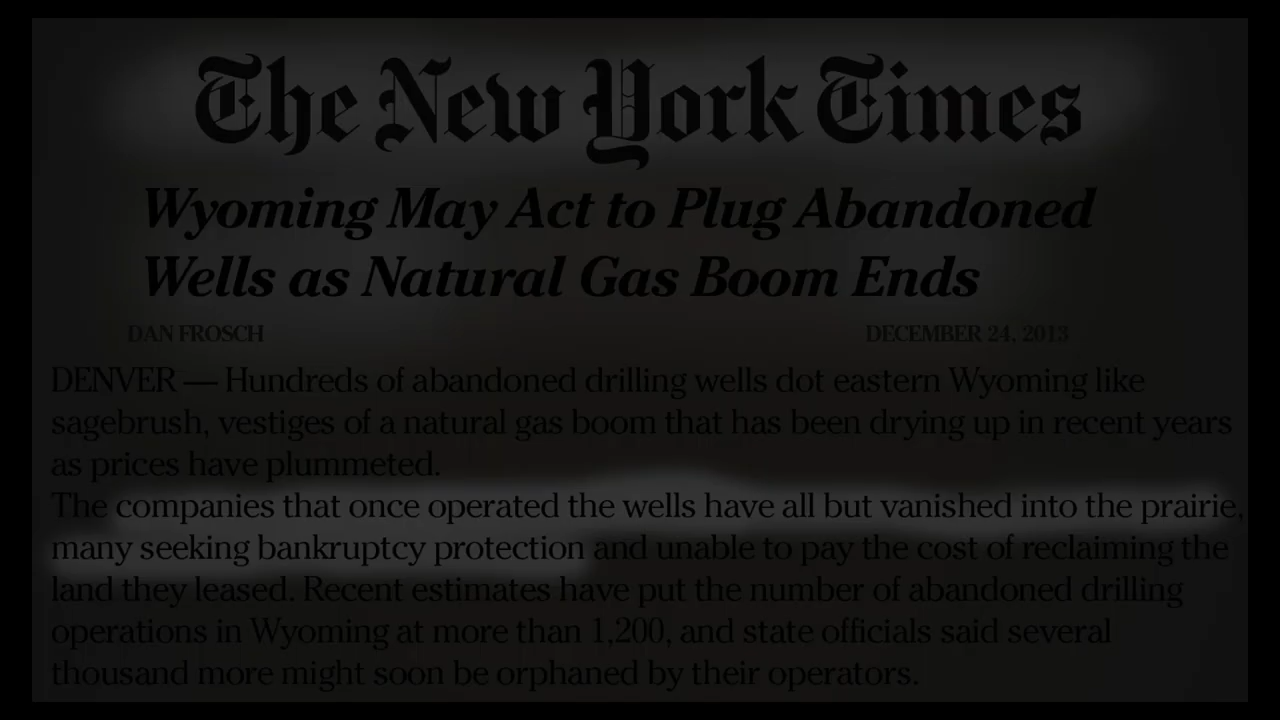 The New York Times
Wyoming May Act to Plug Abandoned
Wells as Natural Gas Boom Ends
DAN FROSCH DECEMBER 24, 2013
DENVER — Hundreds of abandoned drilling wells dot eastern Wyoming like
sagebrush, vestiges of a natural gas boom that has been drying up in recent years
as prices have plummeted.
The companies that once operated the wells have all but vanished into the prairie,
many seeking bankruptcy protection and unable to pay the cost of reclaiming the
land they leased. Recent estimates have put the number of abandoned drilling
operations in Wyoming at more than 1,200, and state officials said several
thousand more might soon be orphaned by their operators.